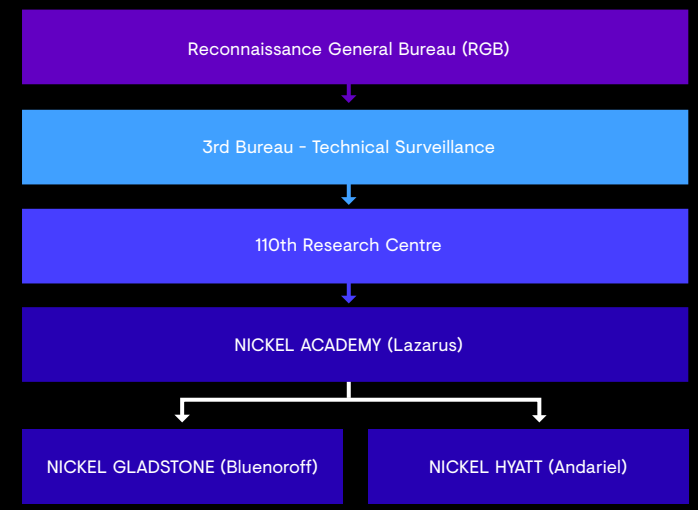 Reconnaissance General Bureau (RGB)
3rd Bureau - Technical Surveillance
110th Research Centre
NICKEL ACADEMY (Lazarus)
NICKEL GLADSTONE (Bluenoroff)
NICKEL HYATT (Andariel)